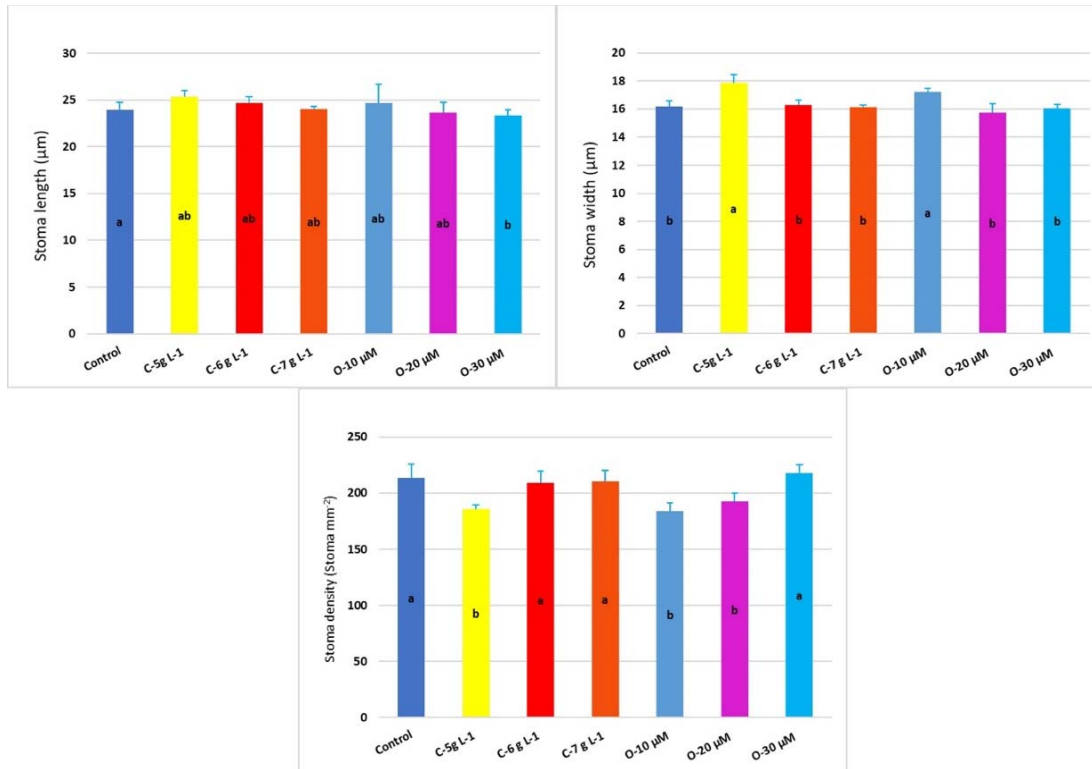 30
25
20
15
10
5
0
Stoma length (µm)
a
ab
ab
ab
ab
ab
b
Control
C-5g L-1
C-6 g L-1
C-7 g L-1
O-10 µM
O-20 µM
O-30 µM
20
18
16
14
12
10
8
6
4
2
0
Stoma width (µm)
b
a
b
b
a
b
b
Control
C-5g L-1
C-6 g L-1
C-7 g L-1
O-10 µM
O-20 µM
O-30 µM
250
200
150
100
50
0
Stoma density (Stoma mm⁻²)
a
b
a
a
b
b
a
Control
C-5g L-1
C-6 g L-1
C-7 g L-1
O-10 µM
O-20 µM
O-30 µM